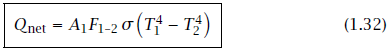 Q_net = A_1 F_{1–2} σ(T_1^4 − T_2^4) (1.32)